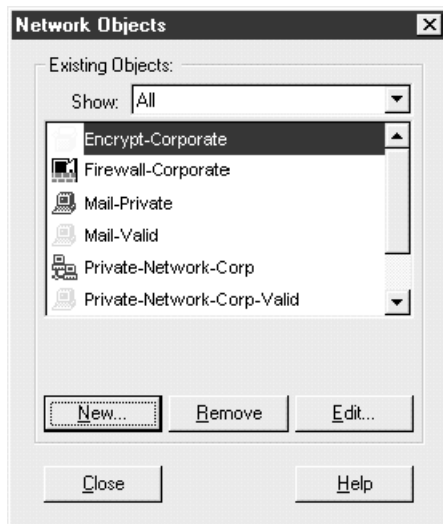 Network Objects
Existing Objects:
Show: All
Encrypt-Corporate
Firewall-Corporate
Mail-Private
Mail-Valid
Private-Network-Corp
Private-Network-Corp-Valid
New... Remove Edit...
Close Help